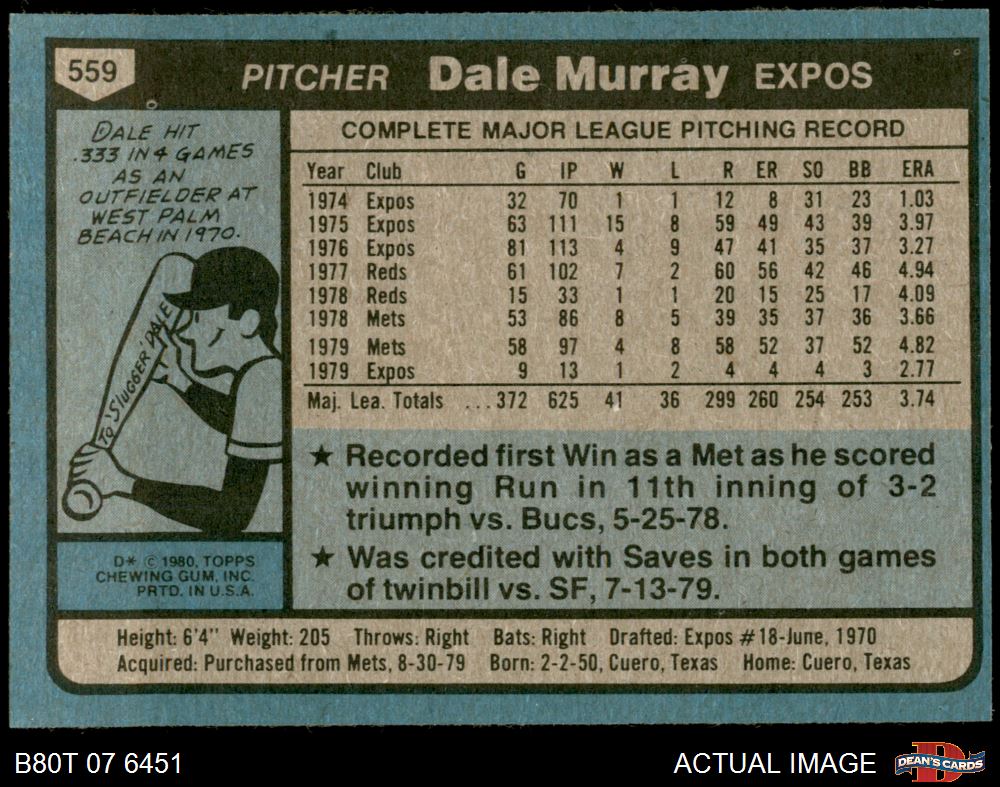 559
PITCHER Dale Murray EXPOS
DALE HIT
.333 IN 4 GAMES
AS AN
OUTFIELDER AT
WEST PALM
BEACH IN 1970.
TO 'SLUGGER' DALE
D* © 1980, TOPPS
CHEWING GUM, INC.
PRTD. IN U.S.A.
COMPLETE MAJOR LEAGUE PITCHING RECORD
Year Club G IP W L R ER SO BB ERA
1974 Expos 32 70 1 1 12 8 31 23 1.03
1975 Expos 63 111 15 8 59 49 43 39 3.97
1976 Expos 81 113 4 9 47 41 35 37 3.27
1977 Reds 61 102 7 2 60 56 42 46 4.94
1978 Reds 15 33 1 1 20 15 25 17 4.09
1978 Mets 53 86 8 5 39 35 37 36 3.66
1979 Mets 58 97 4 8 58 52 37 52 4.82
1979 Expos 9 13 1 2 4 4 4 3 2.77
Maj. Lea. Totals ...372 625 41 36 299 260 254 253 3.74
★ Recorded first Win as a Met as he scored
winning Run in 11th inning of 3-2
triumph vs. Bucs, 5-25-78.
★ Was credited with Saves in both games
of twinbill vs. SF, 7-13-79.
Height: 6'4" Weight: 205 Throws: Right Bats: Right Drafted: Expos #18-June, 1970
Acquired: Purchased from Mets, 8-30-79 Born: 2-2-50, Cuero, Texas Home: Cuero, Texas
B80T 07 6451
ACTUAL IMAGE
DEAN'S CARDS